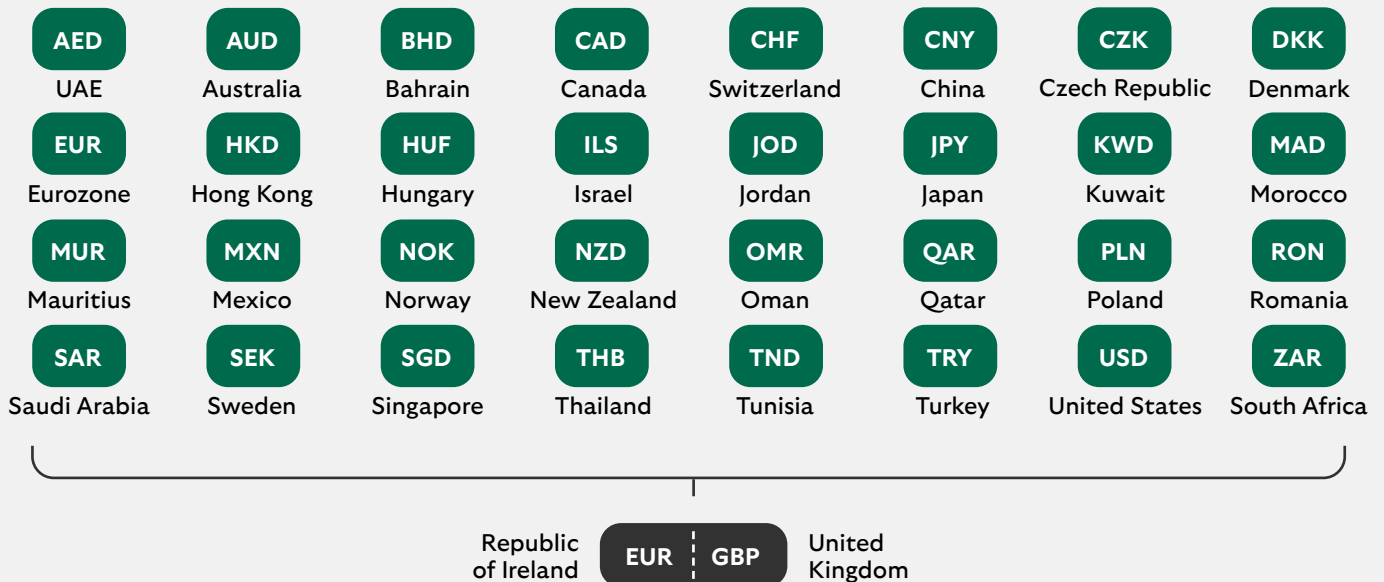 AED AUD BHD CAD CHF CNY CZK DKK
UAE Australia Bahrain Canada Switzerland China Czech Republic Denmark
EUR HKD HUF ILS JOD JPY KWD MAD
Eurozone Hong Kong Hungary Israel Jordan Japan Kuwait Morocco
MUR MXN NOK NZD OMR QAR PLN RON
Mauritius Mexico Norway New Zealand Oman Qatar Poland Romania
SAR SEK SGD THB TND TRY USD ZAR
Saudi Arabia Sweden Singapore Thailand Tunisia Turkey United States South Africa
Republic
of Ireland
EUR GBP
United
Kingdom